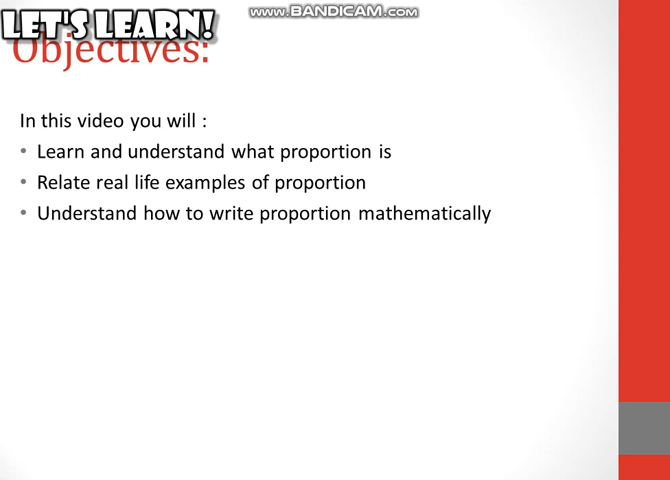 www.BANDICAM.com
LET'S LEARN!
Objectives:
In this video you will :
• Learn and understand what proportion is
• Relate real life examples of proportion
• Understand how to write proportion mathematically